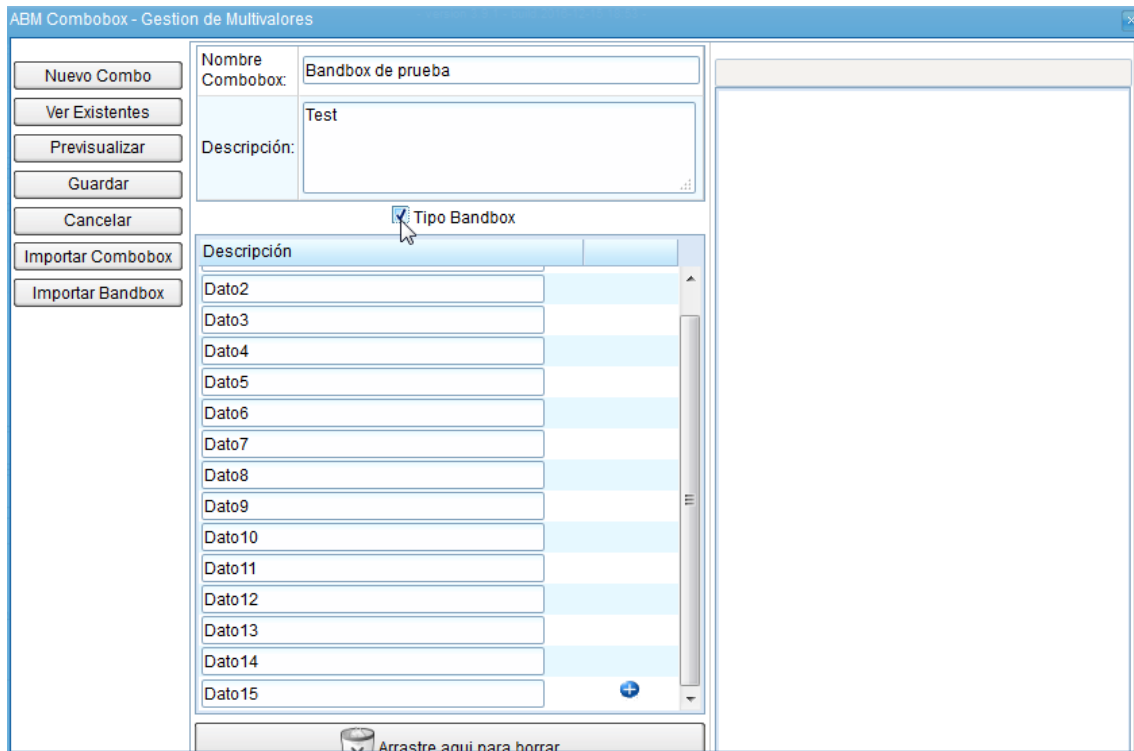 ABM Combobox - Gestion de Multivalores
Nuevo Combo
Ver Existentes
Previsualizar
Guardar
Cancelar
Importar Combobox
Importar Bandbox
Nombre
Combobox:
Bandbox de prueba
Descripción:
Test
Tipo Bandbox
Descripción
Dato2
Dato3
Dato4
Dato5
Dato6
Dato7
Dato8
Dato9
Dato10
Dato11
Dato12
Dato13
Dato14
Dato15
Arrastre aqui para borrar